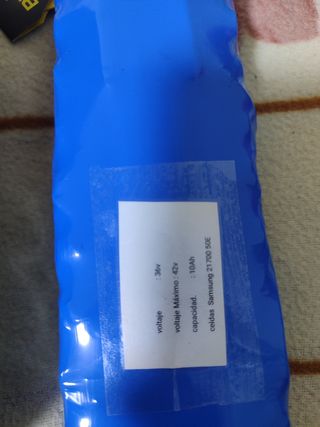 voltaje : 36v
voltaje Máximo : 42v
capacidad. : 10Ah
celdas Samsung 21700 50E